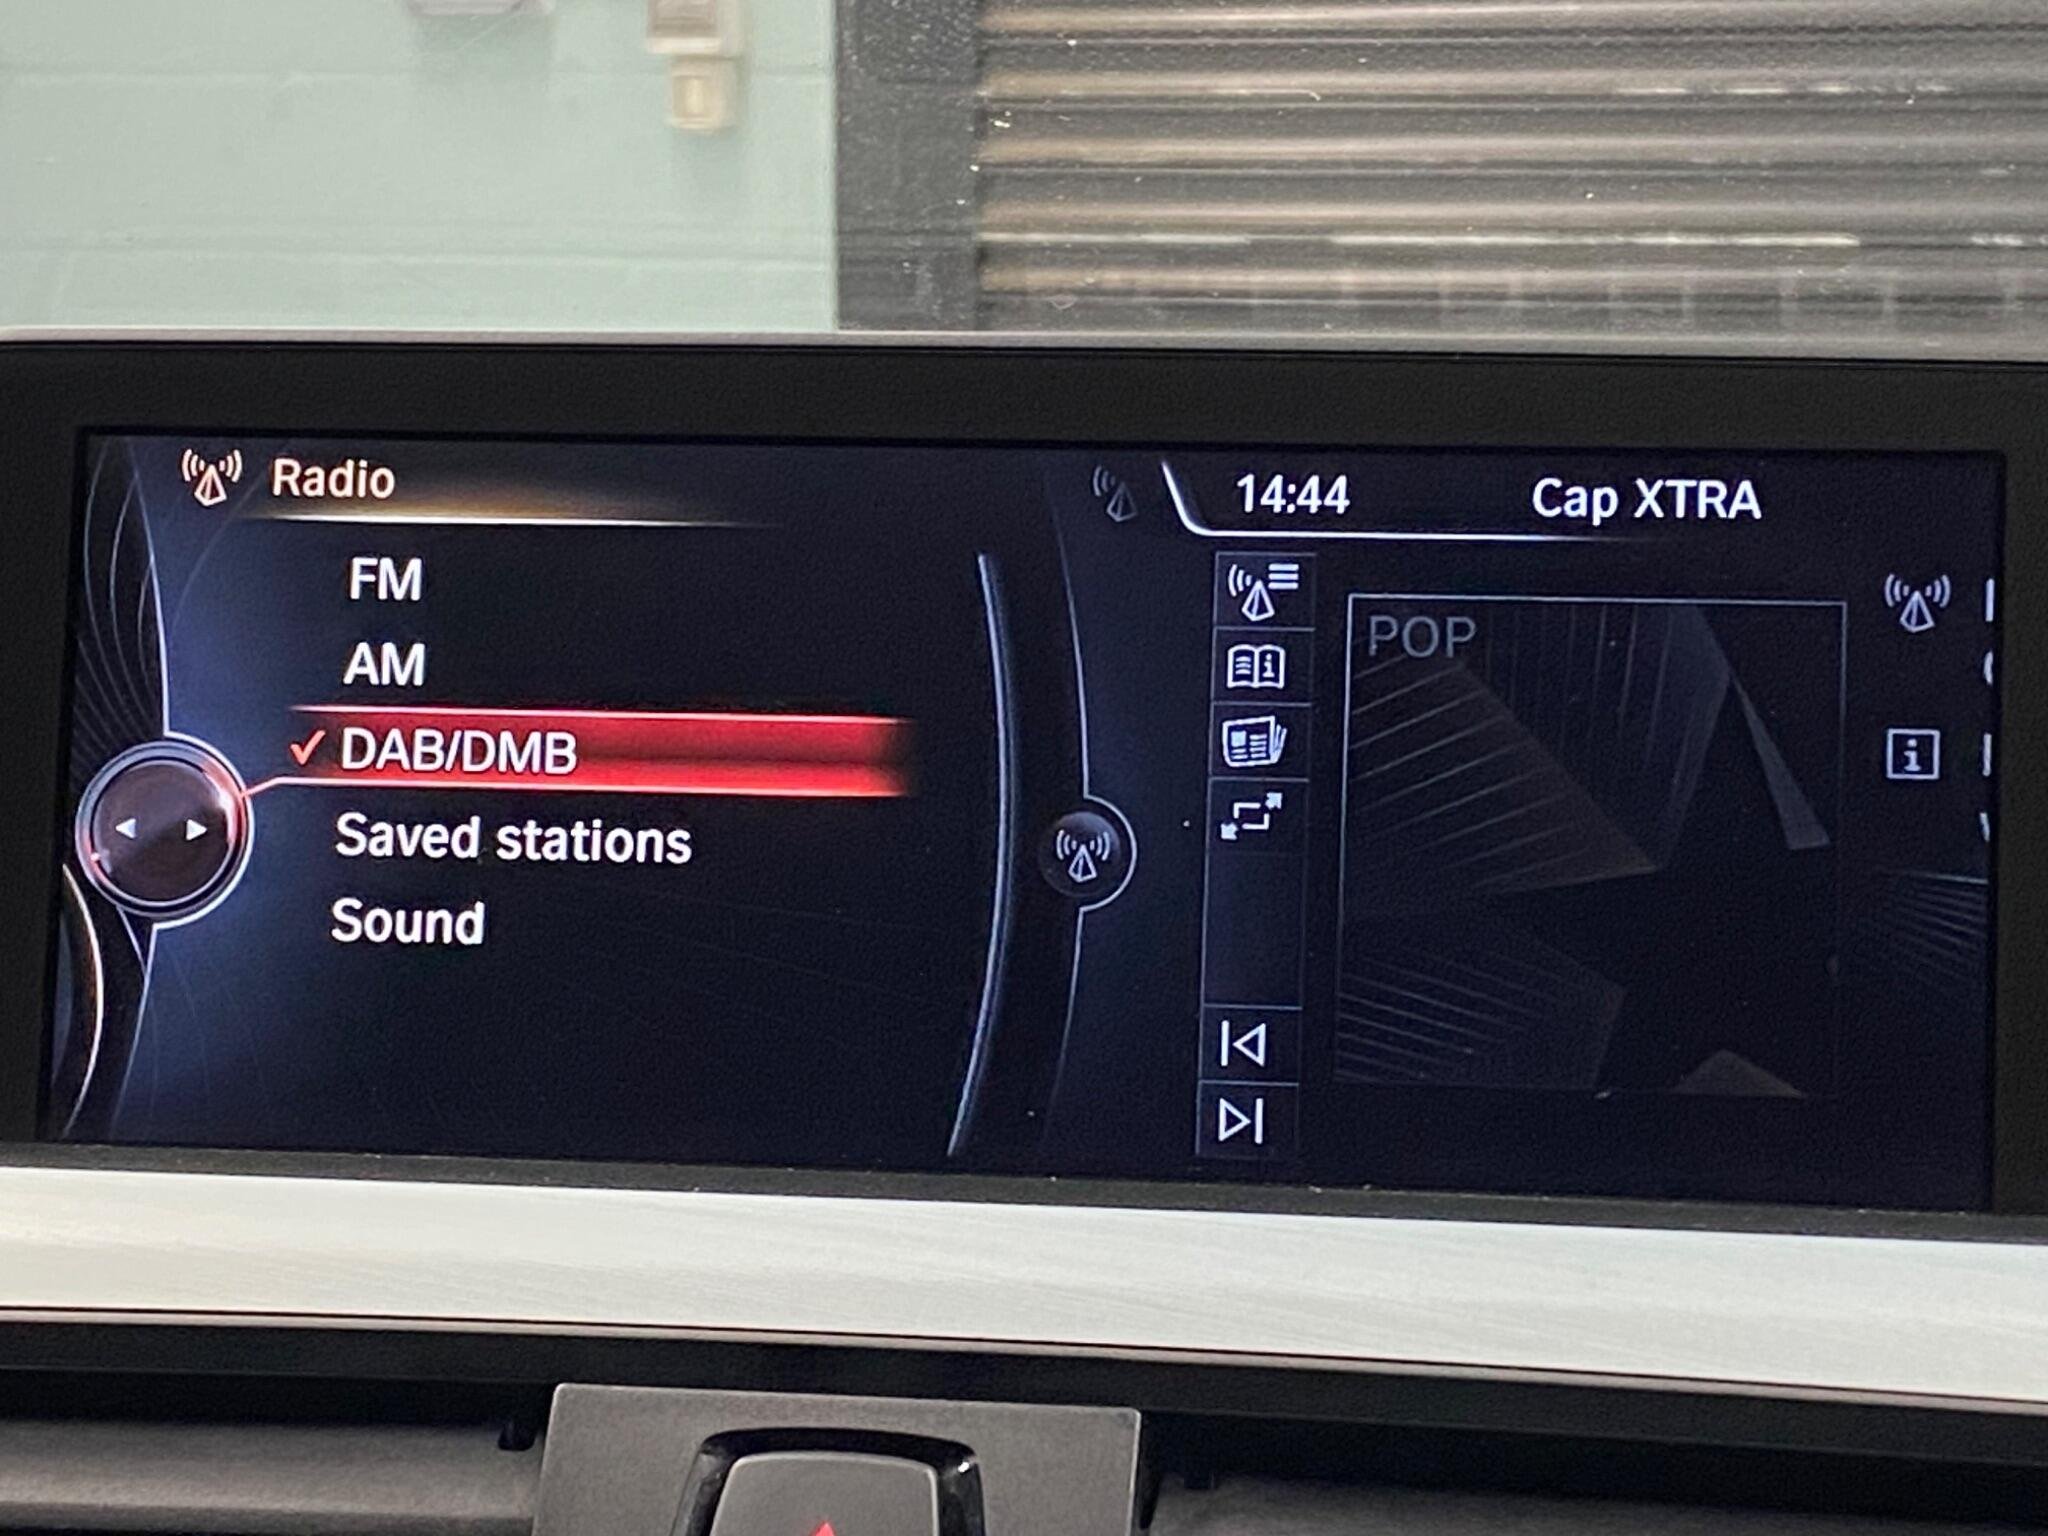 Radio
FM
AM
DAB/DMB
Saved stations
Sound
14:44 Cap XTRA
POP